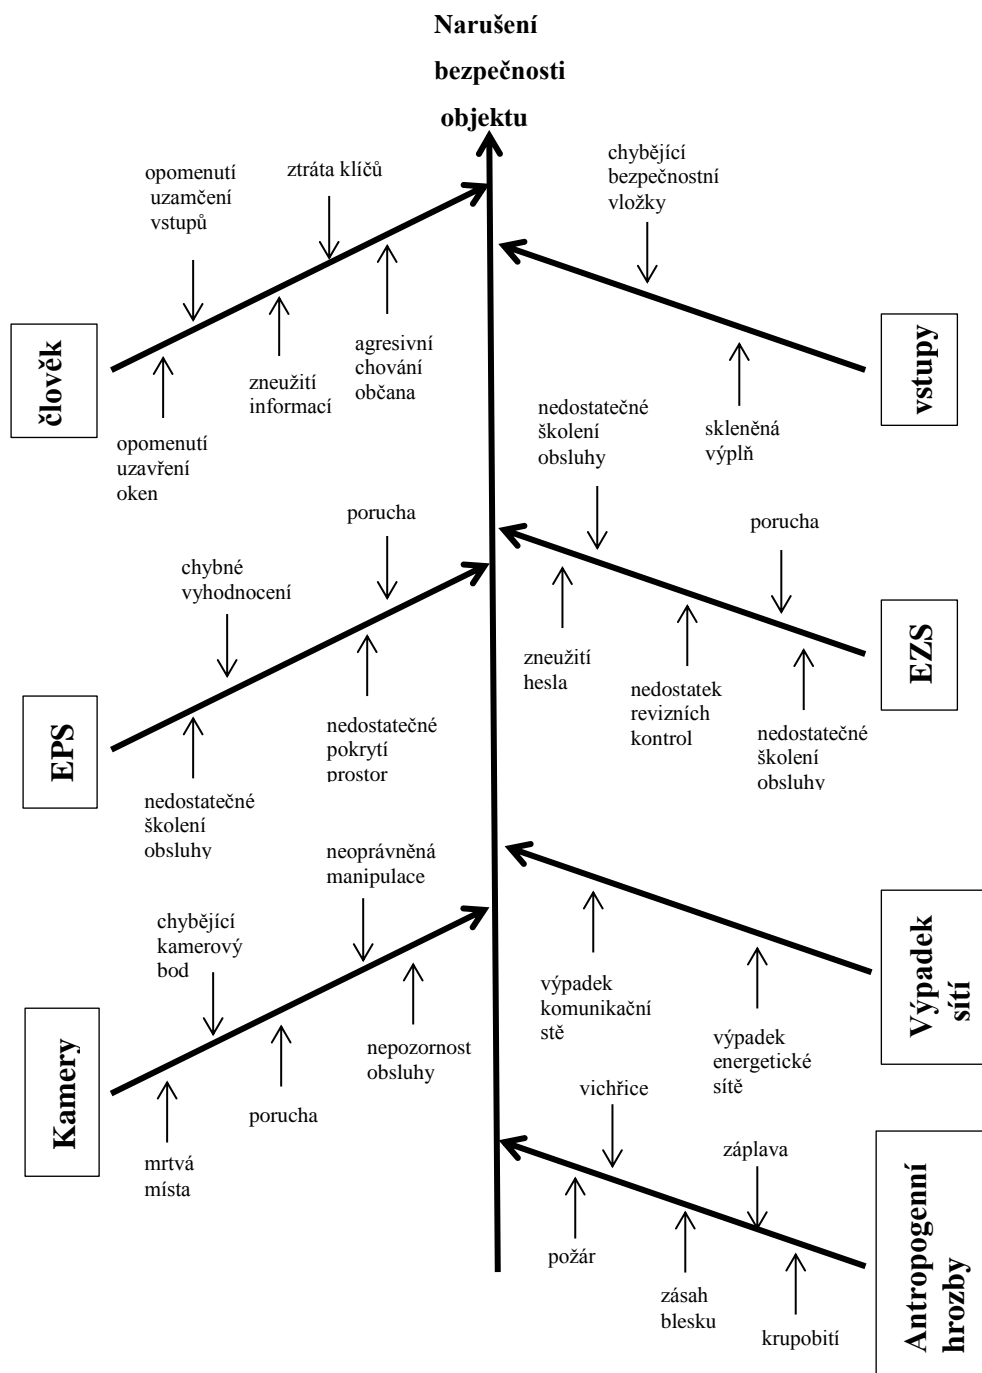 Narušení
bezpečnosti
objektu
opomenutí
uzamčení
vstupů
ztráta klíčů
chybějící
bezpečnostní
vložky
člověk
opomenutí
uzavření
oken
zneužití
informací
agresivní
chování
občana
nedostatečné
školení
obsluhy
skleněná
výplň
vstupy
porucha
chybné
vyhodnocení
porucha
EPS
nedostatečné
školení
obsluhy
nedostatečné
pokrytí
prostor
zneužití
hesla
nedostatek
revizních
kontrol
nedostatečné
školení
obsluhy
EZS
neoprávněná
manipulace
chybějící
kamerový
bod
Kamery
mrtvá
místa
porucha
nepozornost
obsluhy
výpadek
komunikační
stě
výpadek
energetické
sítě
Výpadek
sítí
vichřice
záplava
požár
zásah
blesku
krupobití
Antropogenní
hrozby